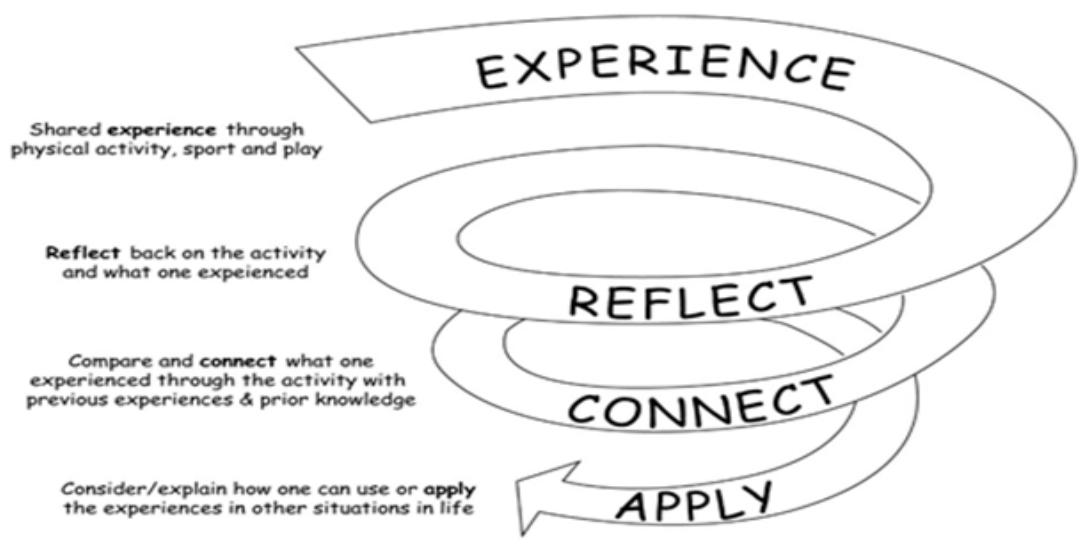 EXPERIENCE
Shared experience through
physical activity, sport and play
Reflect back on the activity
and what one expeienced
REFLECT
Compare and connect what one
experienced through the activity with
previous experiences & prior knowledge
CONNECT
Consider/explain how one can use or apply
the experiences in other situations in life
APPLY